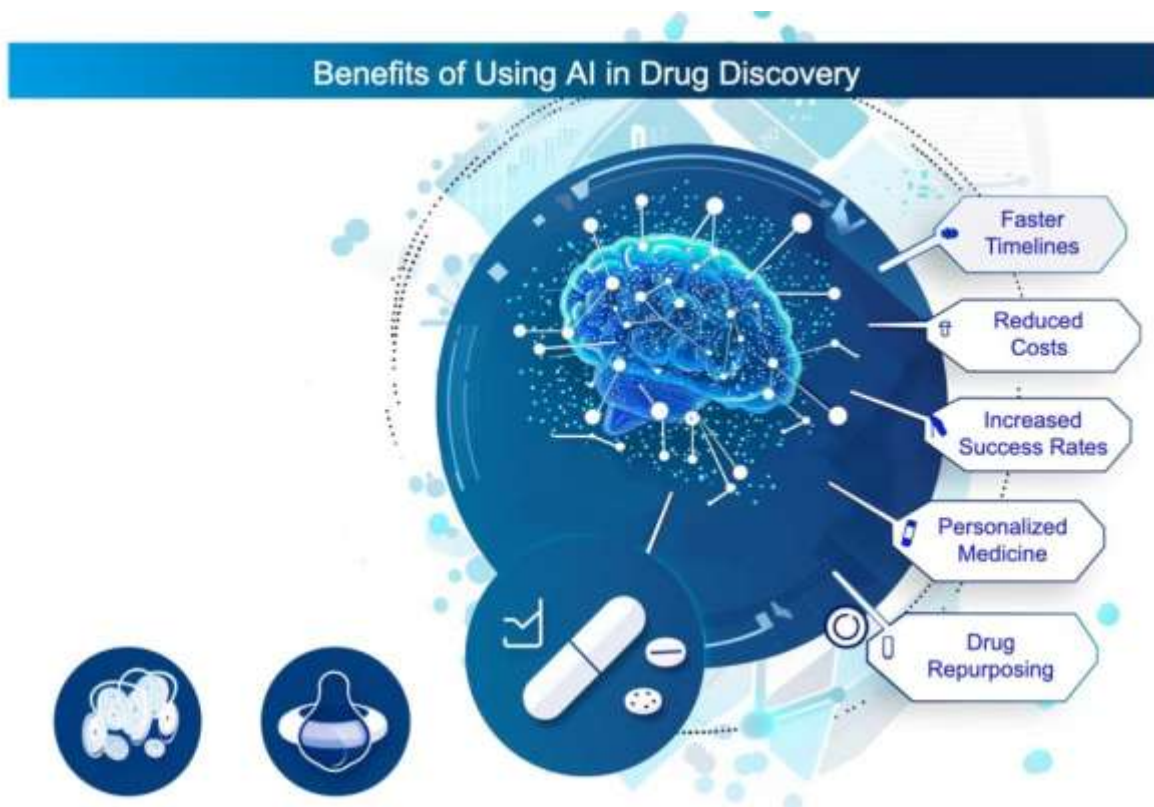 Benefits of Using AI in Drug Discovery
Faster
Timelines
Reduced
Costs
Increased
Success Rates
Personalized
Medicine
Drug
Repurposing